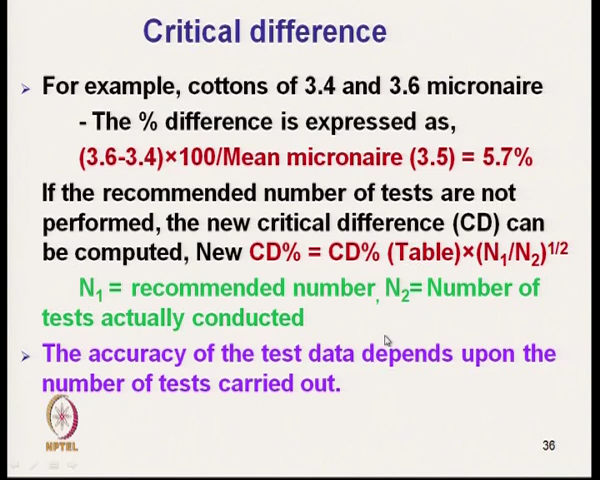 Critical difference
For example, cottons of 3.4 and 3.6 micronaire
- The % difference is expressed as,
(3.6-3.4)×100/Mean micronaire (3.5) = 5.7%
If the recommended number of tests are not
performed, the new critical difference (CD) can
be computed, New CD% = CD% (Table)×(N₁/N₂)^1/2
N₁ = recommended number, N₂= Number of
tests actually conducted
The accuracy of the test data depends upon the
number of tests carried out.
NPTEL
36